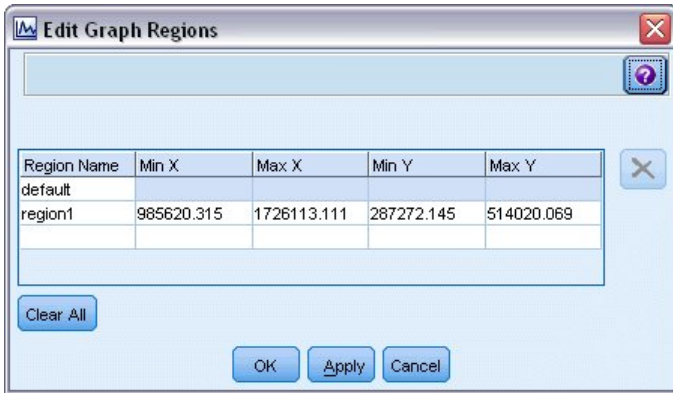 Edit Graph Regions
Region Name Min X Max X Min Y Max Y
default
region1 985620.315 1726113.111 287272.145 514020.069
Clear All
OK Apply Cancel